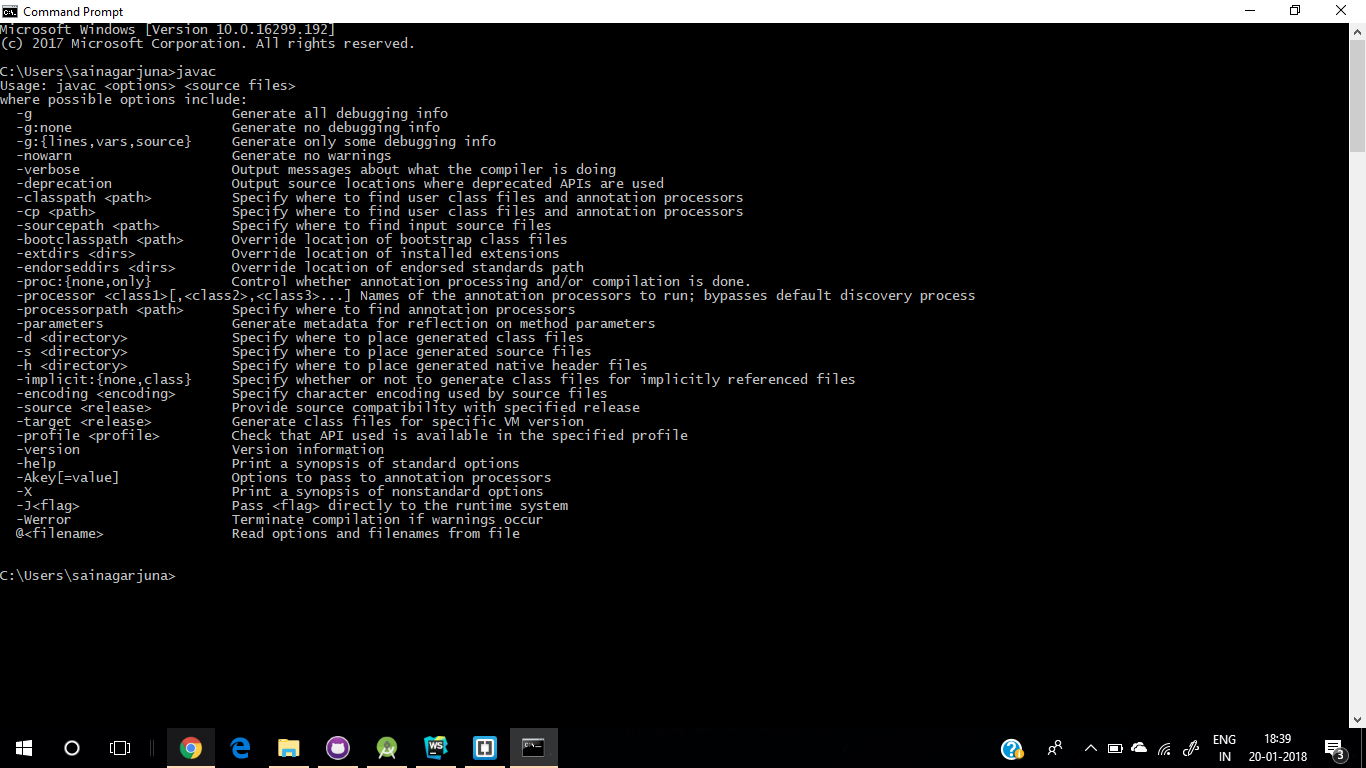 Command Prompt
Microsoft Windows [Version 10.0.16299.192]
(c) 2017 Microsoft Corporation. All rights reserved.
C:\Users\sainagarjuna>javac
Usage: javac <options> <source files>
where possible options include:
  -g                         Generate all debugging info
  -g:none                    Generate no debugging info
  -g:{lines,vars,source}     Generate only some debugging info
  -nowarn                    Generate no warnings
  -verbose                   Output messages about what the compiler is doing
  -deprecation               Output source locations where deprecated APIs are used
  -classpath <path>          Specify where to find user class files and annotation processors
  -cp <path>                 Specify where to find user class files and annotation processors
  -sourcepath <path>         Specify where to find input source files
  -bootclasspath <path>      Override location of bootstrap class files
  -extdirs <dirs>            Override location of installed extensions
  -endorseddirs <dirs>       Override location of endorsed standards path
  -proc:{none,only}          Control whether annotation processing and/or compilation is done.
  -processor <class1>[,<class2>,<class3>...] Names of the annotation processors to run; bypasses default discovery process
  -processorpath <path>      Specify where to find annotation processors
  -parameters                Generate metadata for reflection on method parameters
  -d <directory>             Specify where to place generated class files
  -s <directory>             Specify where to place generated source files
  -h <directory>             Specify where to place generated native header files
  -implicit:{none,class}     Specify whether or not to generate class files for implicitly referenced files
  -encoding <encoding>       Specify character encoding used by source files
  -source <release>          Provide source compatibility with specified release
  -target <release>          Generate class files for specific VM version
  -profile <profile>         Check that API used is available in the specified profile
  -version                   Version information
  -help                      Print a synopsis of standard options
  -Akey[=value]              Options to pass to annotation processors
  -X                         Print a synopsis of nonstandard options
  -J<flag>                   Pass <flag> directly to the runtime system
  -Werror                    Terminate compilation if warnings occur
  @<filename>                Read options and filenames from file
C:\Users\sainagarjuna>
WS
ENG
IN
18:39
20-01-2018
3